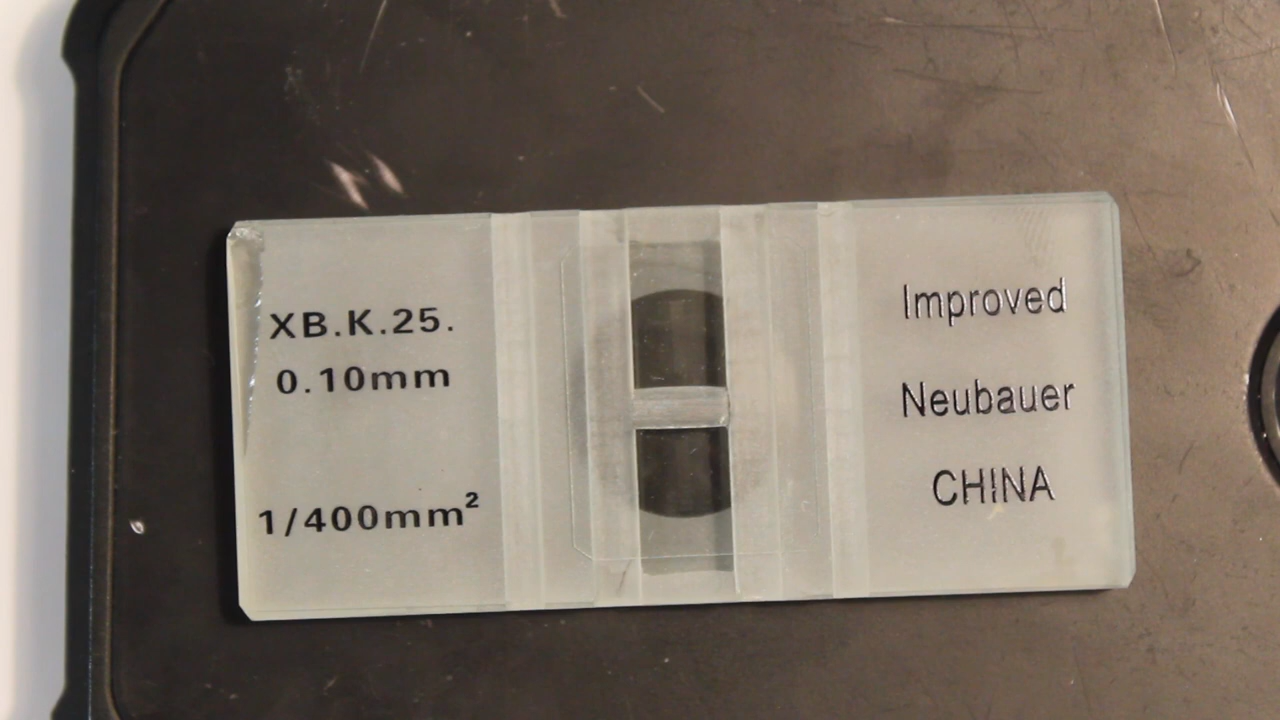 XB.K.25.
0.10mm
1/400mm²
Improved
Neubauer
CHINA